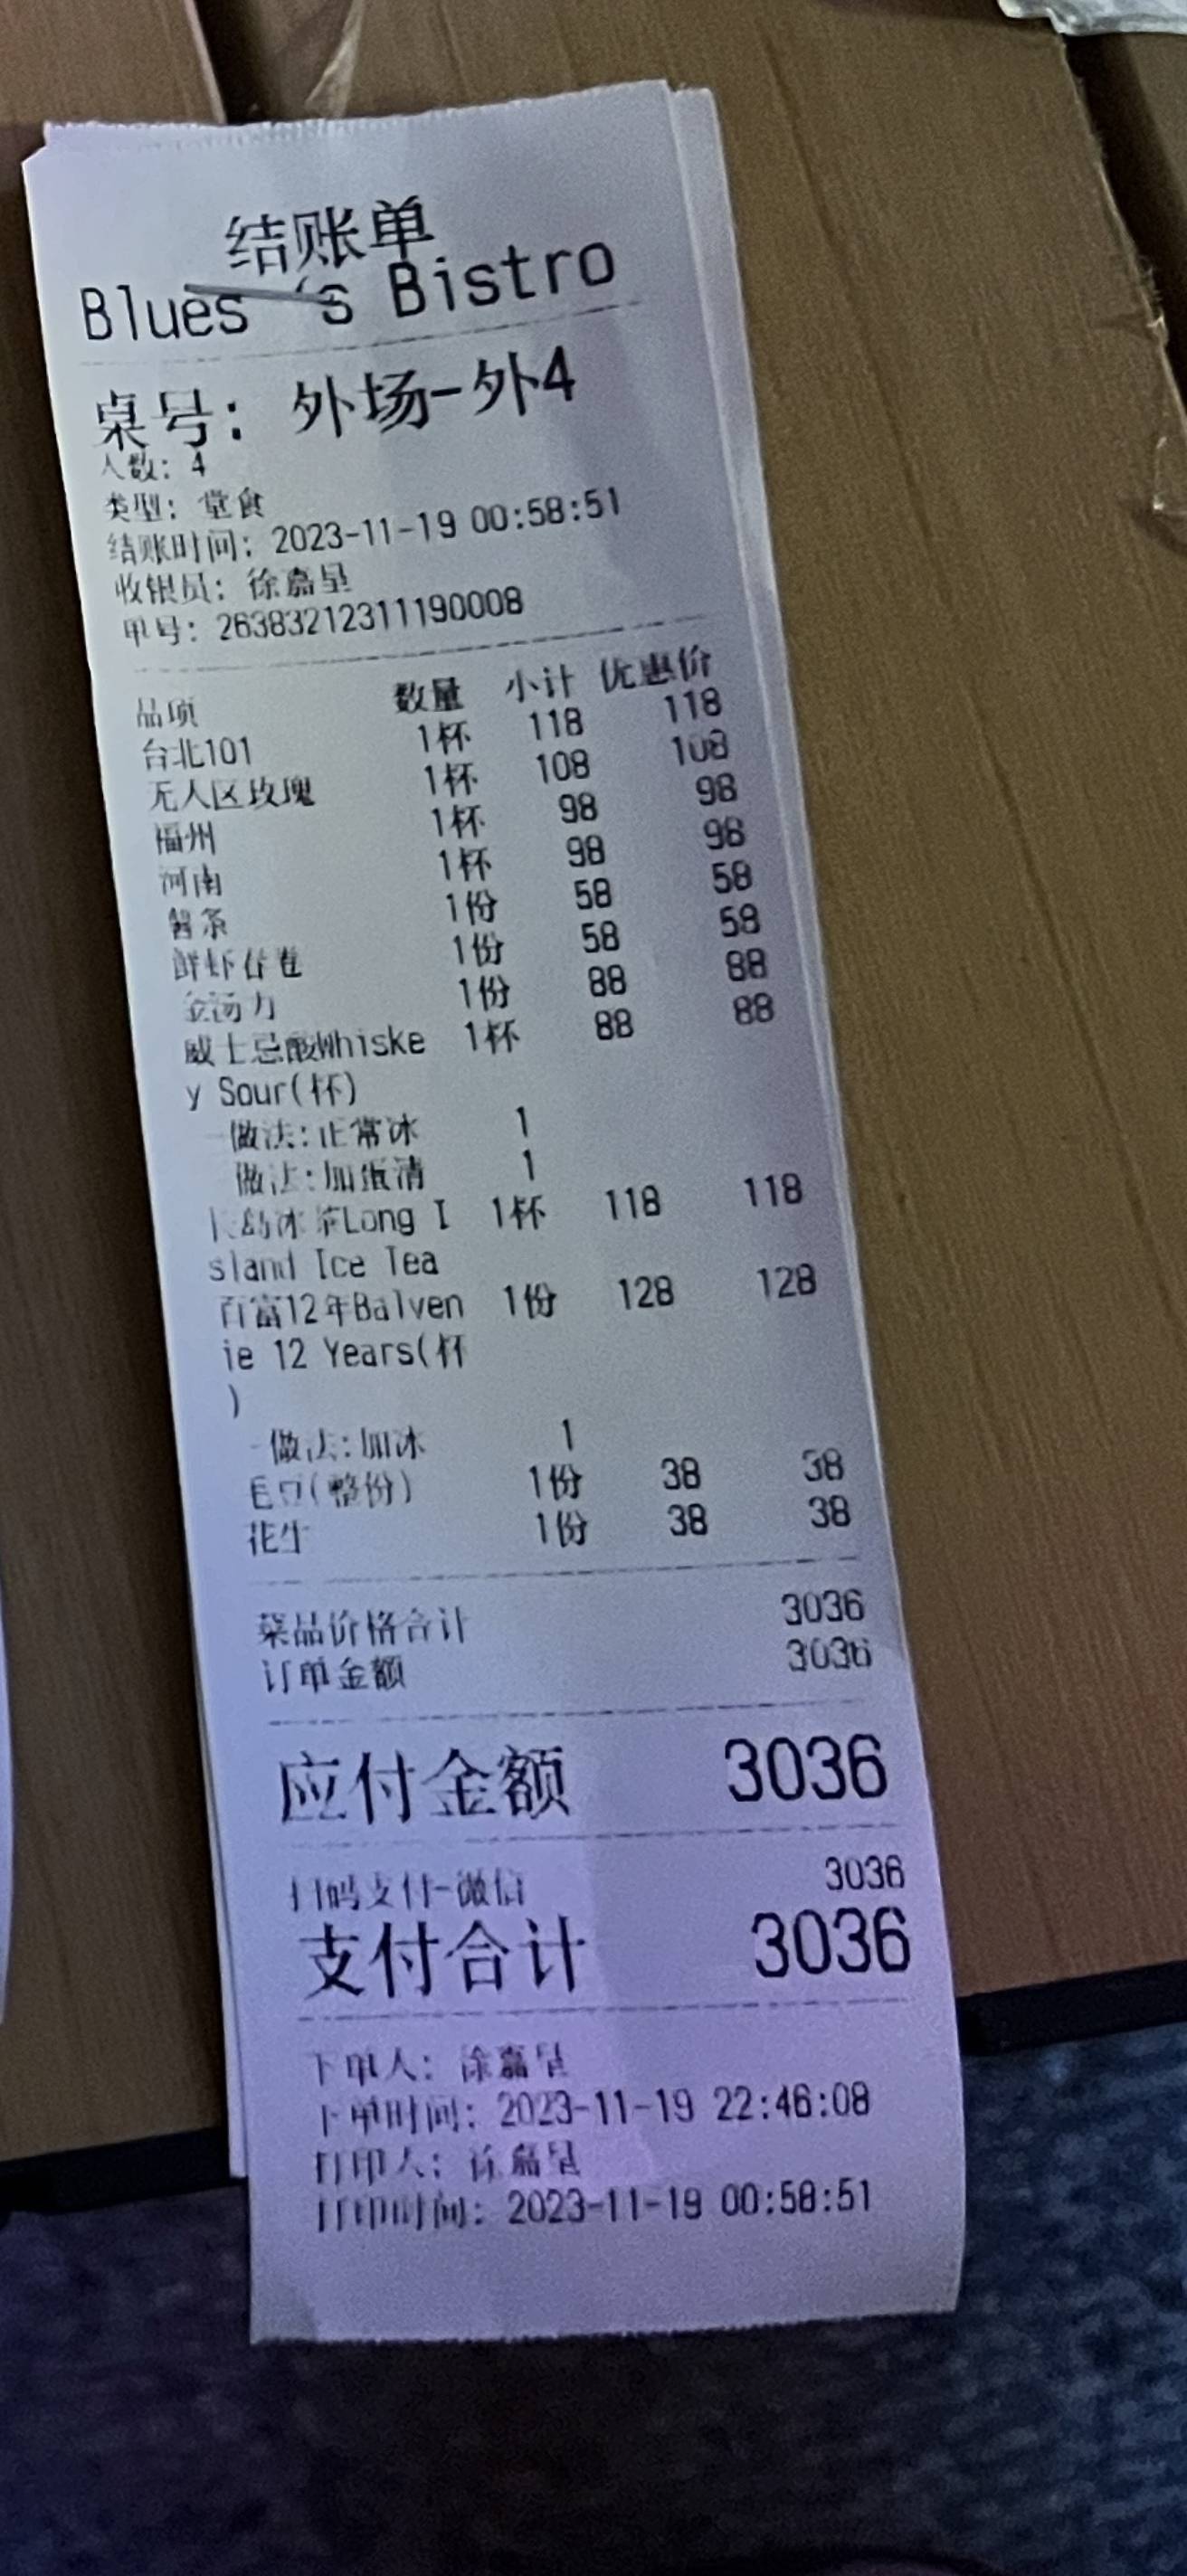 结账单
Blues 's Bistro
桌号: 外场-外4
人数: 4
类型: 堂食
结账时间: 2023-11-19 00:58:51
收银员: 徐嘉呈
单号: 26383212311190008
品项 数量 小计 优惠价
台北101 1杯 118 118
无人区玫瑰 1杯 108 108
福州 1杯 98 98
河南 1杯 98 98
薯条 1份 58 58
鲜虾春卷 1份 58 58
金汤力 1份 88 88
威士忌酸Whiske 1杯 88 88
y Sour(杯)
-做法:正常冰 1
做法:加蛋清 1
长岛冰茶Long I 1杯 118 118
sland Ice Tea
百富12年Balven 1份 128 128
ie 12 Years(杯
)
-做法:加冰 1
毛豆(整份) 1份 38 38
花生 1份 38 38
菜品价格合计 3036
订单金额 3036
应付金额 3036
扫码支付-微信 3036
支付合计 3036
下单人: 徐嘉呈
下单时间: 2023-11-19 22:46:08
打印人: 徐嘉呈
打印时间: 2023-11-19 00:58:51